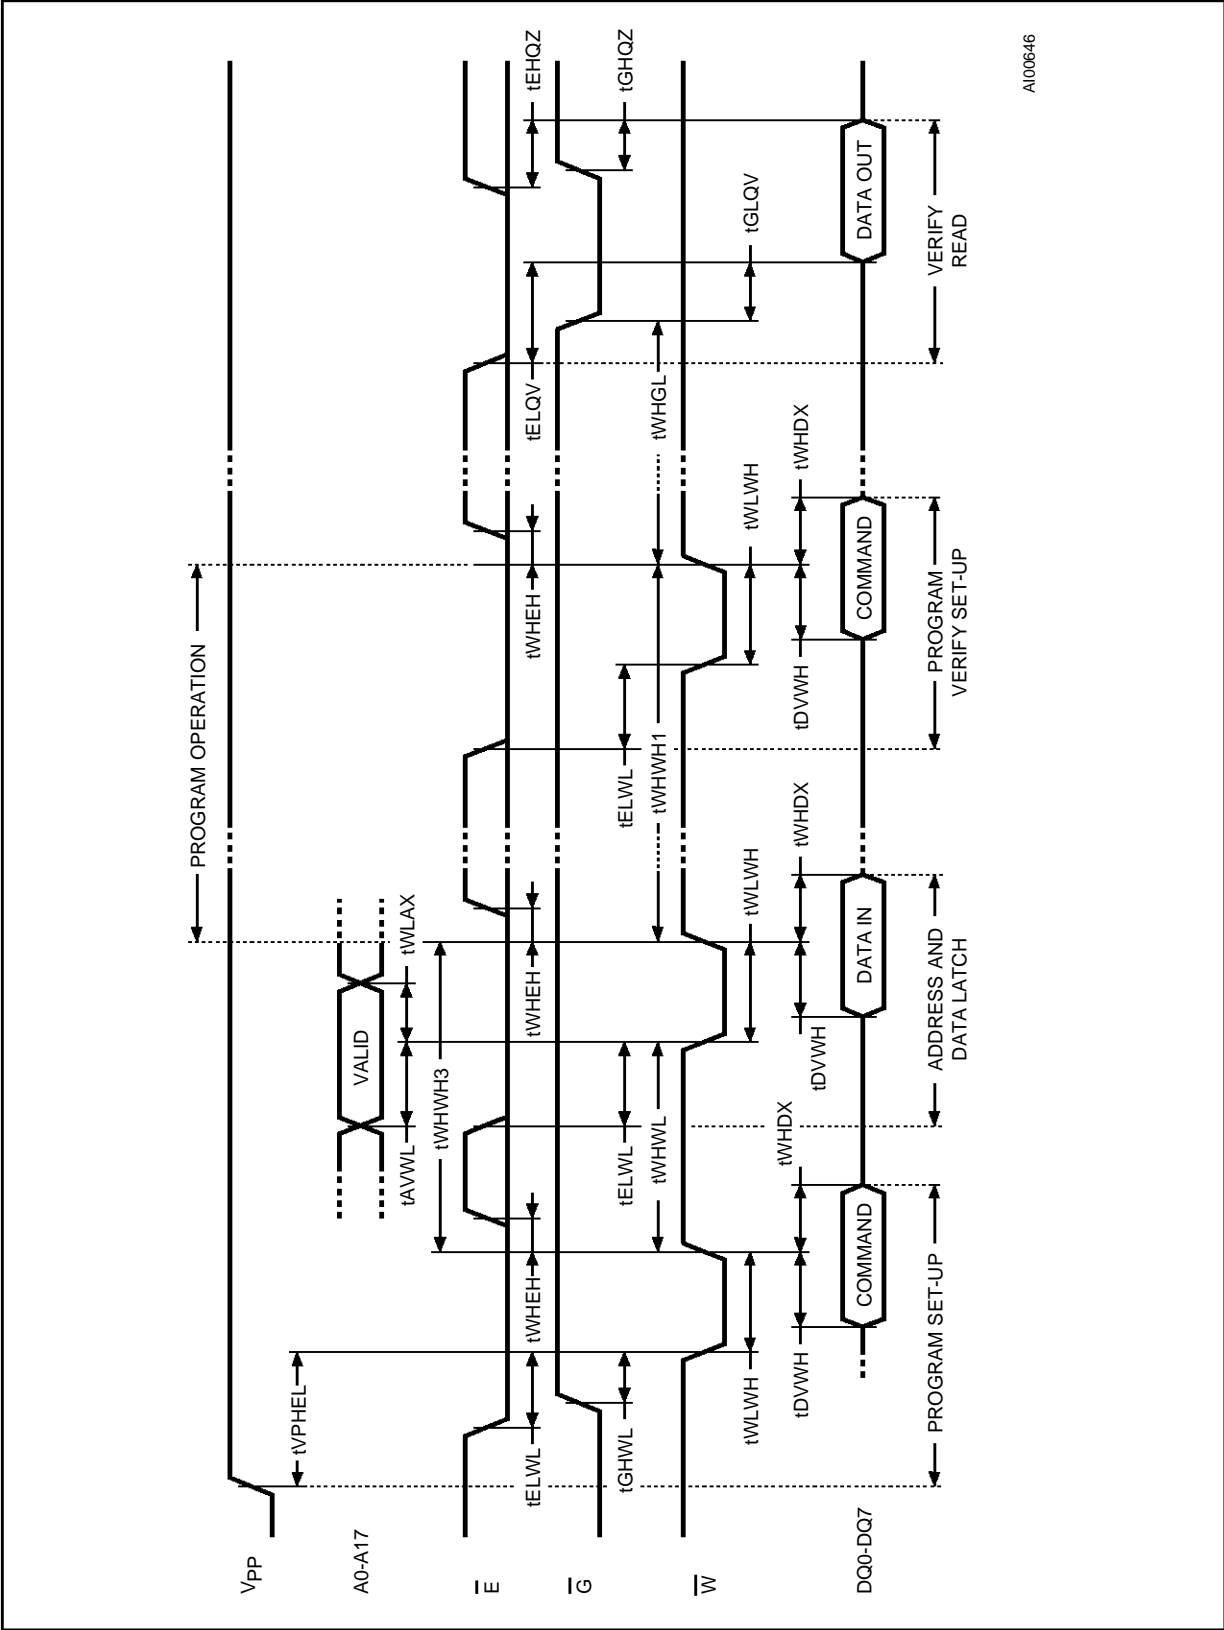 PROGRAM OPERATION
VPP
tVPHEL
A0-A17
VALID
tAVWL
tWLAX
tWHWH3
E
tELWL
tWHEH
tWHEH
tWHEH
tELQV
tEHQZ
G
tGHWL
tELWL
tELWL
tGHQZ
tWHWL
tWHWH1
tWHGL
W
tWLWH
tWLWH
tWLWH
tGLQV
tDVWH
tWHDX
tDVWH
tWHDX
tDVWH
tWHDX
DQ0-DQ7
COMMAND
DATA IN
COMMAND
DATA OUT
PROGRAM SET-UP
ADDRESS AND
DATA LATCH
PROGRAM
VERIFY SET-UP
VERIFY
READ
AI00646